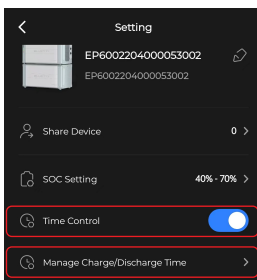 Setting
EP6002204000053002
EP6002204000053002
Share Device 0 >
SOC Setting 40% - 70% >
Time Control
Manage Charge/Discharge Time >